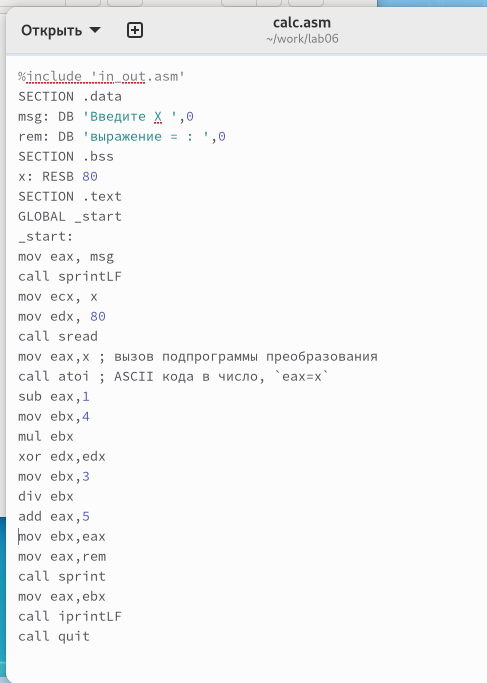 Открыть
calc.asm
~/work/lab06
%include 'in_out.asm'
SECTION .data
msg: DB 'Введите X ',0
rem: DB 'выражение = : ',0
SECTION .bss
x: RESB 80
SECTION .text
GLOBAL _start
_start:
mov eax, msg
call sprintLF
mov ecx, x
mov edx, 80
call sread
mov eax,x ; вызов подпрограммы преобразования
call atoi ; ASCII кода в число, `eax=x`
sub eax,1
mov ebx,4
mul ebx
xor edx,edx
mov ebx,3
div ebx
add eax,5
mov ebx,eax
mov eax,rem
call sprint
mov eax,ebx
call iprintLF
call quit